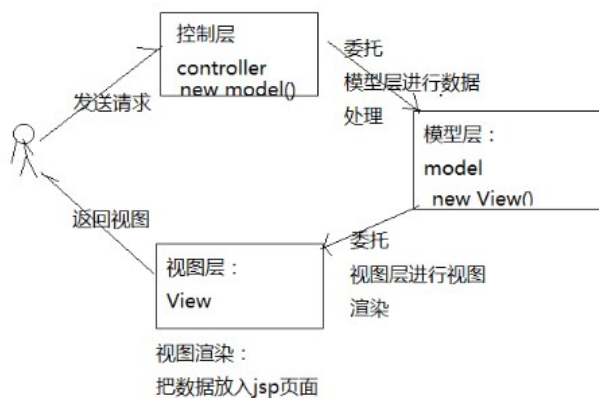 控制层
controller
new model()
发送请求
委托
模型层进行数据
处理
模型层：
model
new View()
返回视图
委托
视图层进行视图
渲染
视图层：
View
视图渲染：
把数据放入jsp页面